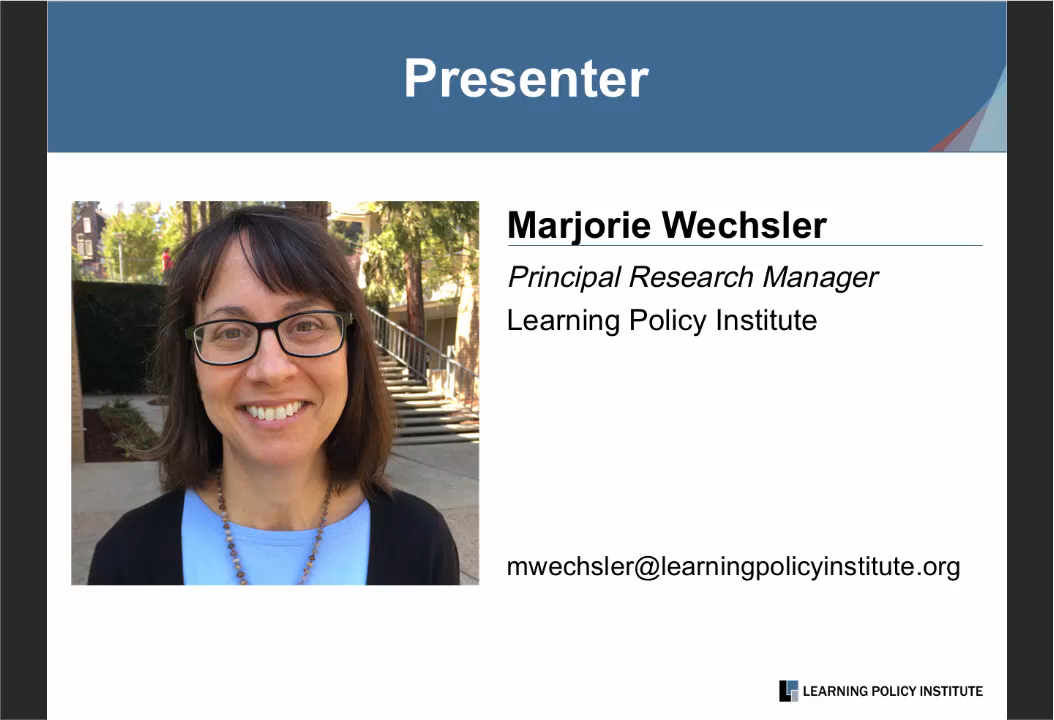 Presenter
Marjorie Wechsler
Principal Research Manager
Learning Policy Institute
mwechsler@learningpolicyinstitute.org
LEARNING POLICY INSTITUTE